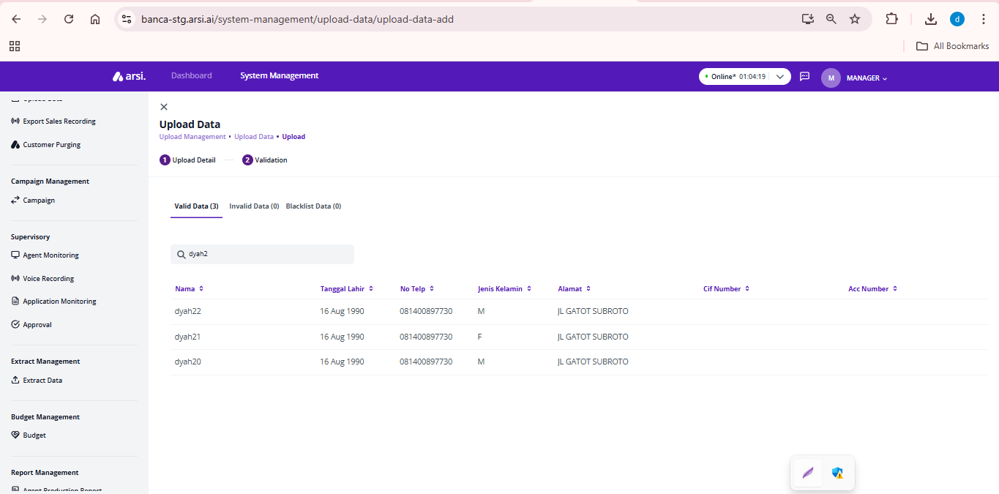 banca-stg.arsi.ai/system-management/upload-data/upload-data-add
d
All Bookmarks
arsi.
Dashboard
System Management
Online* 01:04:19
M
MANAGER
Upload Data
Export Sales Recording
Customer Purging
Campaign Management
Campaign
Supervisory
Agent Monitoring
Voice Recording
Application Monitoring
Approval
Extract Management
Extract Data
Budget Management
Budget
Report Management
Agent Production Report
Upload Data
Upload Management • Upload Data • Upload
1 Upload Detail 2 Validation
Valid Data (3) Invalid Data (0) Blacklist Data (0)
dyah2
Nama Tanggal Lahir No Telp Jenis Kelamin Alamat Cif Number Acc Number
dyah22 16 Aug 1990 081400897730 M JL GATOT SUBROTO
dyah21 16 Aug 1990 081400897730 F JL GATOT SUBROTO
dyah20 16 Aug 1990 081400897730 M JL GATOT SUBROTO